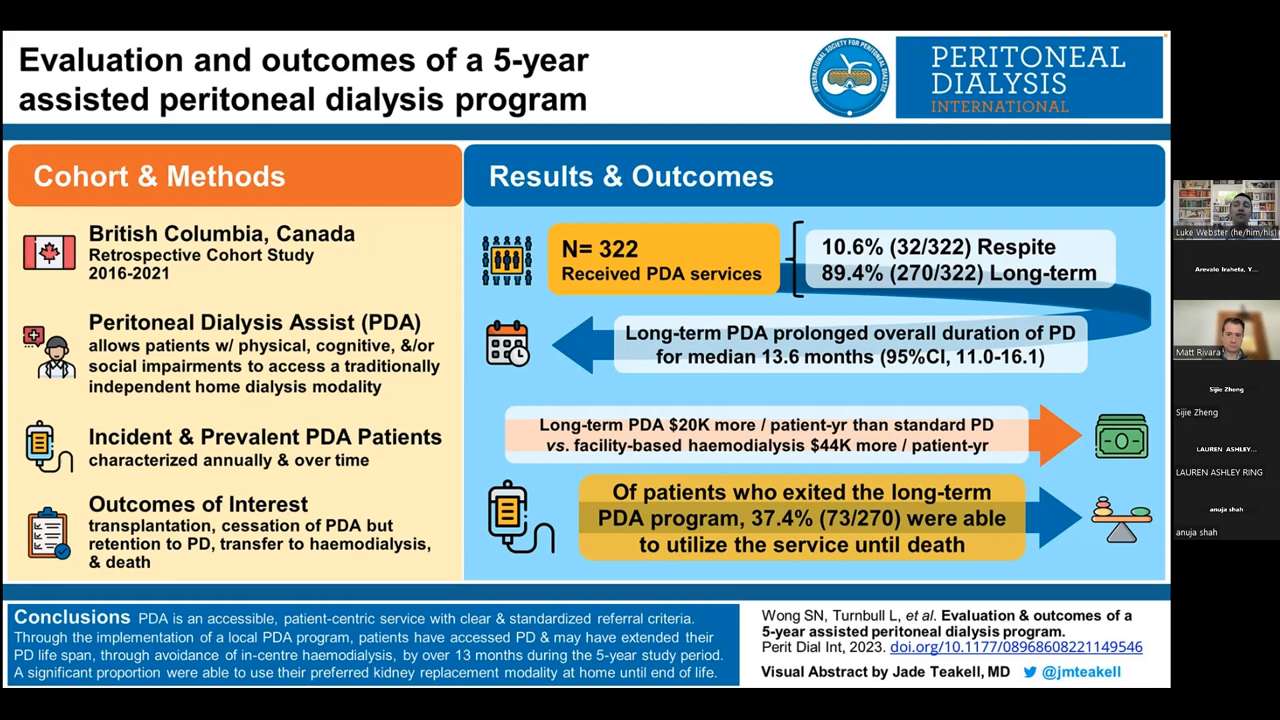 Evaluation and outcomes of a 5-year
assisted peritoneal dialysis program
INTERNATIONAL SOCIETY FOR PERITONEAL DIALYSIS
PERITONEAL
DIALYSIS
INTERNATIONAL
Cohort & Methods
British Columbia, Canada
Retrospective Cohort Study
2016-2021
Peritoneal Dialysis Assist (PDA)
allows patients w/ physical, cognitive, &/or
social impairments to access a traditionally
independent home dialysis modality
Incident & Prevalent PDA Patients
characterized annually & over time
Outcomes of Interest
transplantation, cessation of PDA but
retention to PD, transfer to haemodialysis,
& death
Results & Outcomes
N= 322
Received PDA services
10.6% (32/322) Respite
89.4% (270/322) Long-term
Long-term PDA prolonged overall duration of PD
for median 13.6 months (95%CI, 11.0-16.1)
Long-term PDA $20K more / patient-yr than standard PD
vs. facility-based haemodialysis $44K more / patient-yr
Of patients who exited the long-term
PDA program, 37.4% (73/270) were able
to utilize the service until death
Conclusions PDA is an accessible, patient-centric service with clear & standardized referral criteria.
Through the implementation of a local PDA program, patients have accessed PD & may have extended their
PD life span, through avoidance of in-centre haemodialysis, by over 13 months during the 5-year study period.
A significant proportion were able to use their preferred kidney replacement modality at home until end of life.
Wong SN, Turnbull L, et al. Evaluation & outcomes of a
5-year assisted peritoneal dialysis program.
Perit Dial Int, 2023. doi.org/10.1177/08968608221149546
Visual Abstract by Jade Teakell, MD @jmteakell
Luke Webster (he/him/his)
Arevalo Iraheta, Y...
Matt Rivara
Sijie Zheng
Sijie Zheng
LAUREN ASHLEY...
LAUREN ASHLEY RING
anuja shah
anuja shah